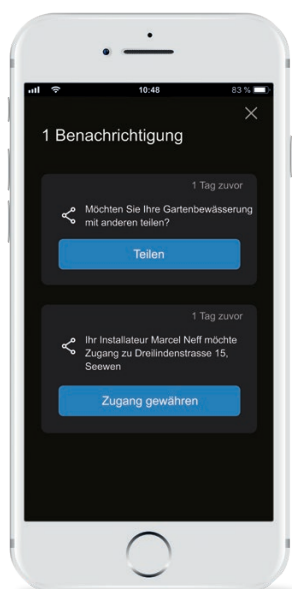 10:48
83 %
1 Benachrichtigung
1 Tag zuvor
Möchten Sie Ihre Gartenbewässerung
mit anderen teilen?
Teilen
1 Tag zuvor
Ihr Installateur Marcel Neff möchte
Zugang zu Dreilindenstrasse 15,
Seewen
Zugang gewähren